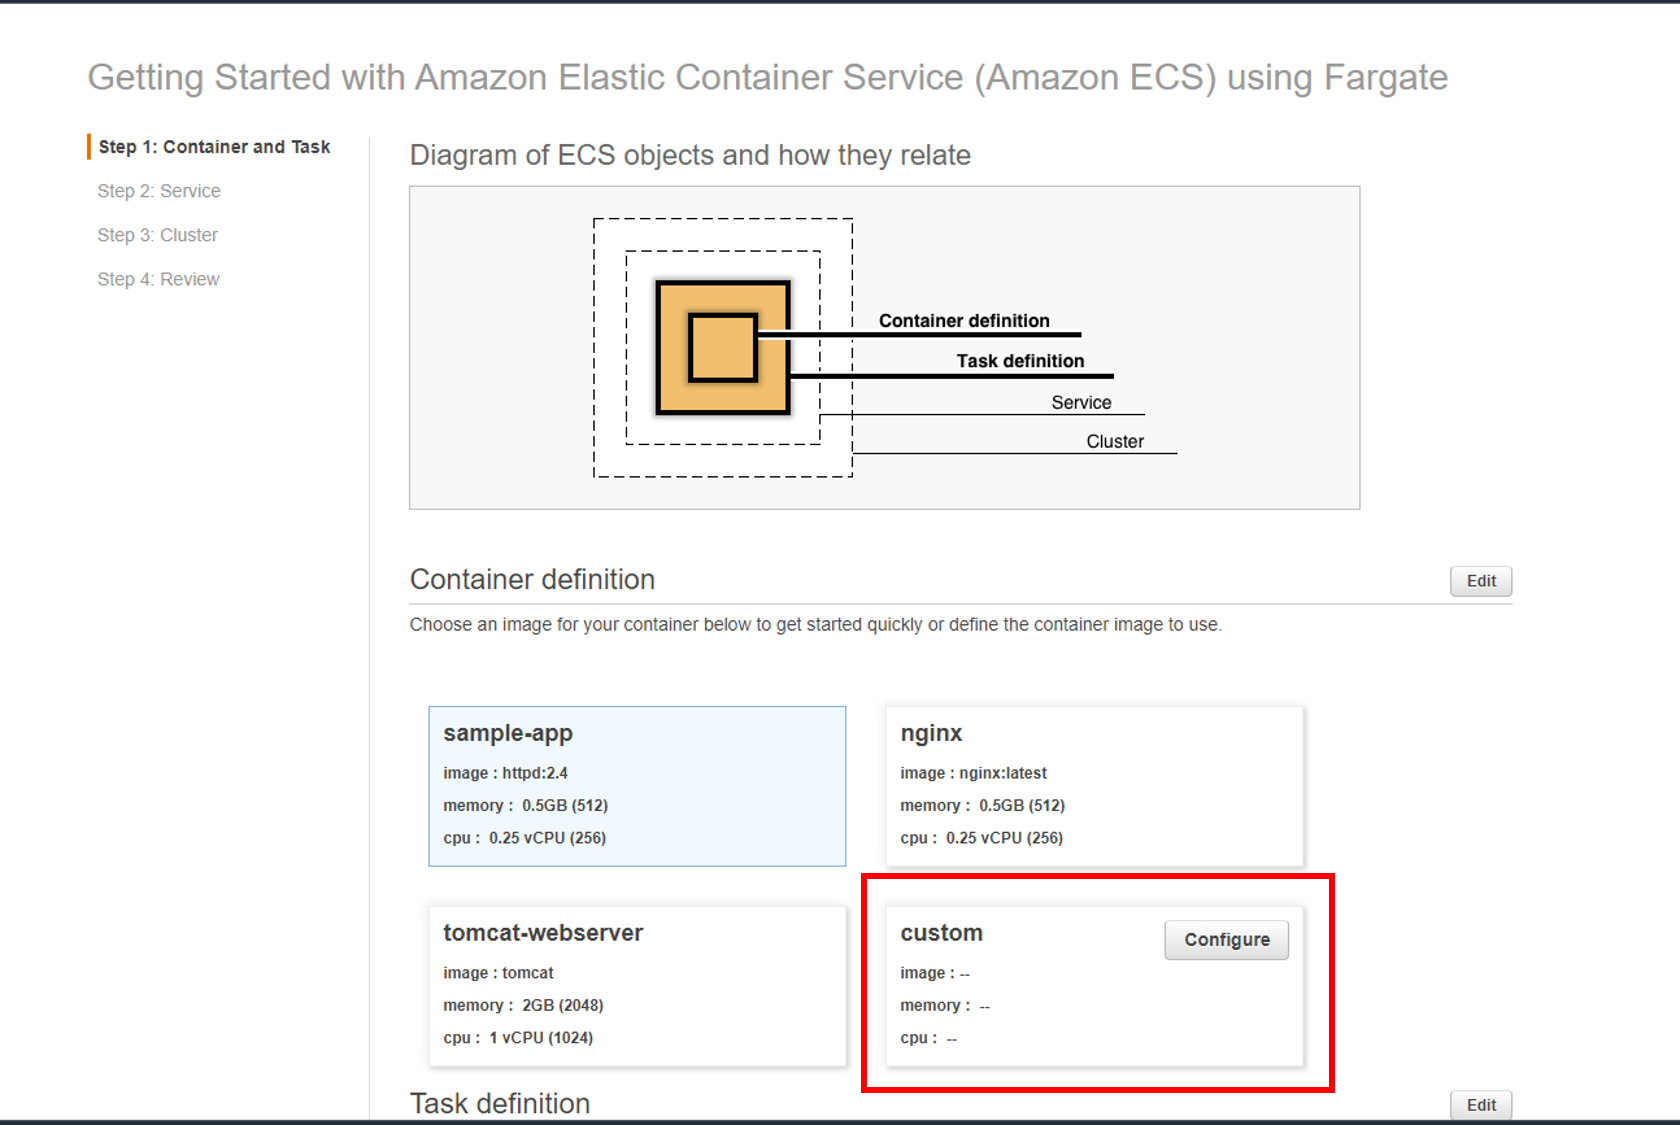 Getting Started with Amazon Elastic Container Service (Amazon ECS) using Fargate
Step 1: Container and Task
Step 2: Service
Step 3: Cluster
Step 4: Review
Diagram of ECS objects and how they relate
Container definition
Task definition
Service
Cluster
Container definition
Edit
Choose an image for your container below to get started quickly or define the container image to use.
sample-app
image : httpd:2.4
memory : 0.5GB (512)
cpu : 0.25 vCPU (256)
nginx
image : nginx:latest
memory : 0.5GB (512)
cpu : 0.25 vCPU (256)
tomcat-webserver
image : tomcat
memory : 2GB (2048)
cpu : 1 vCPU (1024)
custom
Configure
image : --
memory : --
cpu : --
Task definition
Edit